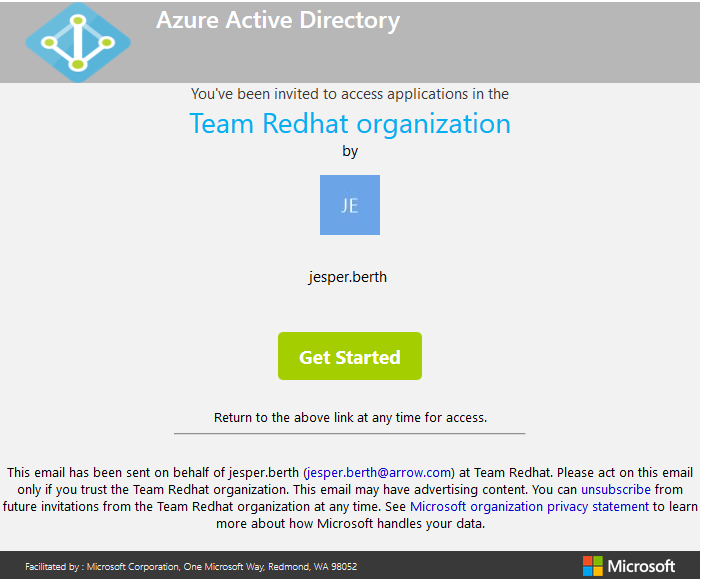 Azure Active Directory
You've been invited to access applications in the
Team Redhat organization
by
JE
jesper.berth
Get Started
Return to the above link at any time for access.
This email has been sent on behalf of jesper.berth (jesper.berth@arrow.com) at Team Redhat. Please act on this email
only if you trust the Team Redhat organization. This email may have advertising content. You can unsubscribe from
future invitations from the Team Redhat organization at any time. See Microsoft organization privacy statement to learn
more about how Microsoft handles your data.
Facilitated by : Microsoft Corporation, One Microsoft Way, Redmond, WA 98052
Microsoft